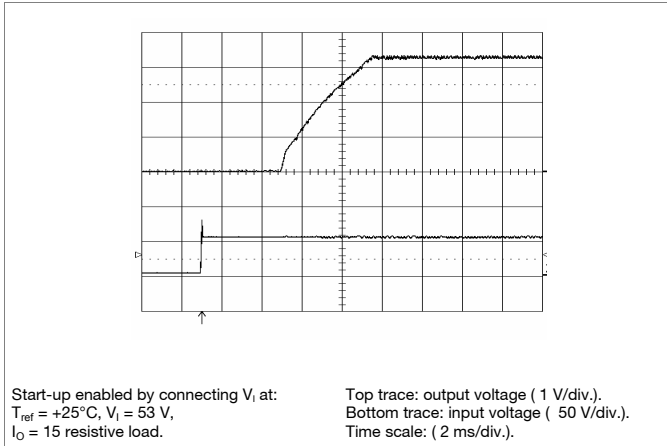 Start-up enabled by connecting VI at:
Tref = +25°C, VI = 53 V,
IO = 15 resistive load.
Top trace: output voltage ( 1 V/div.).
Bottom trace: input voltage (  50 V/div.).
Time scale: ( 2 ms/div.).